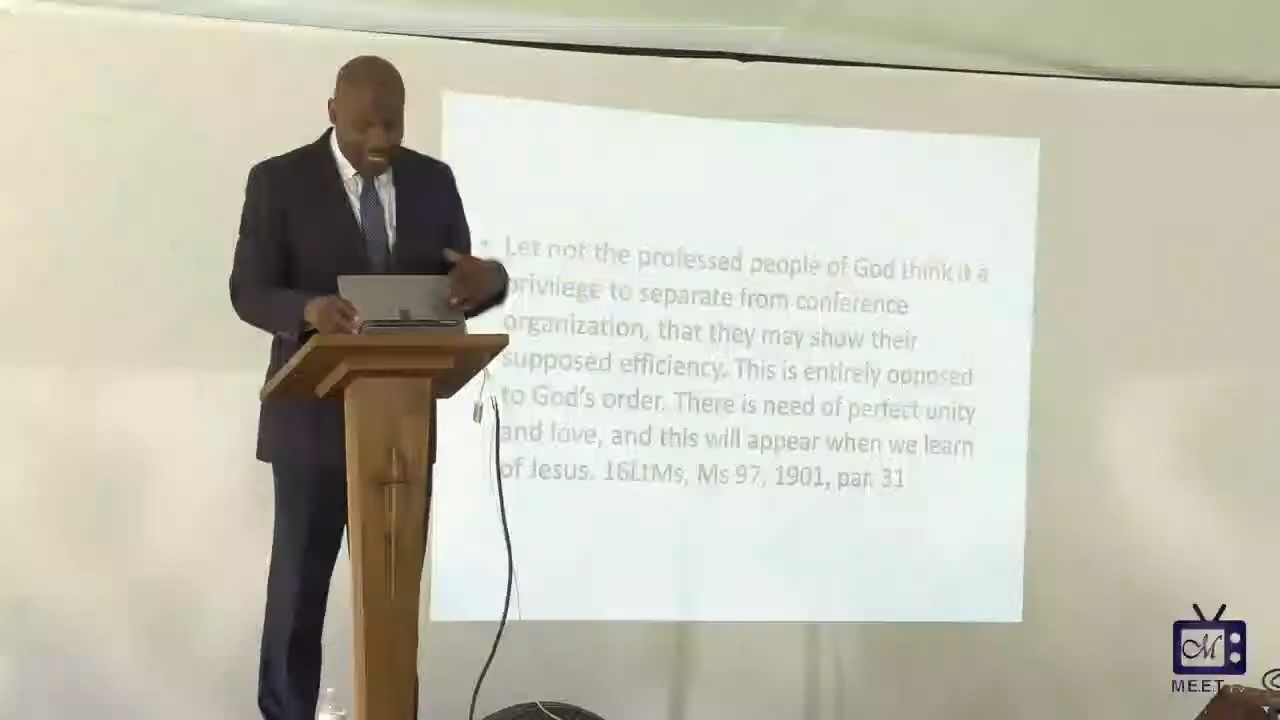 • Let not the professed people of God think it a
privilege to separate from conference
organization, that they may show their
supposed efficiency. This is entirely opposed
to God's order. There is need of perfect unity
and love, and this will appear when we learn
of Jesus. 16LtMs, Ms 97, 1901, par. 31
M
MEET TV